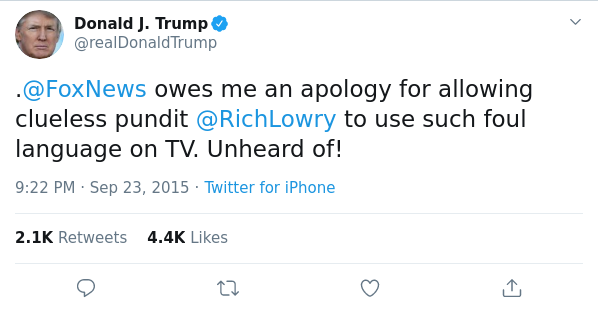 Donald J. Trump
@realDonaldTrump
.@FoxNews owes me an apology for allowing
clueless pundit @RichLowry to use such foul
language on TV. Unheard of!
9:22 PM · Sep 23, 2015 · Twitter for iPhone
2.1K Retweets 4.4K Likes